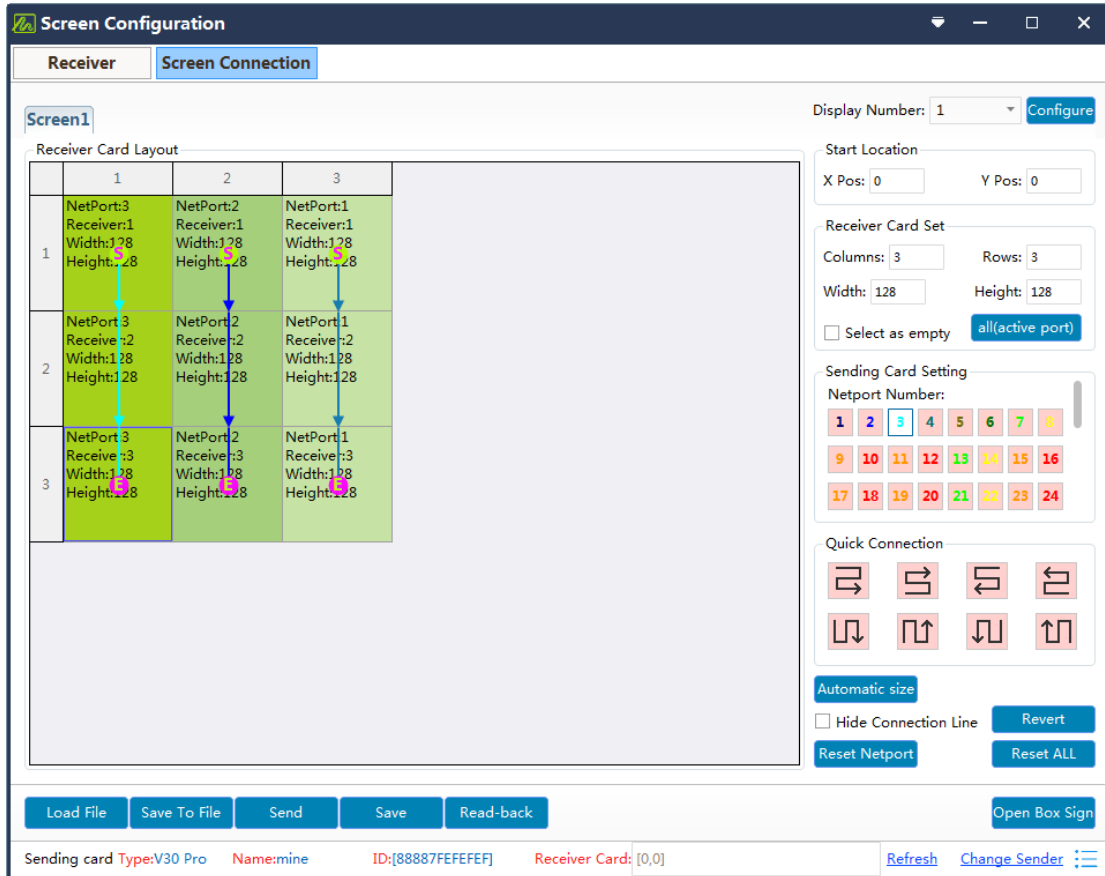 Screen Configuration
Receiver
Screen Connection
Screen1
Display Number: 1
Configure
Receiver Card Layout
1 2 3
1
NetPort:3
Receiver:1
Width:128
Height:128
S
NetPort:2
Receiver:1
Width:128
Height:128
S
NetPort:1
Receiver:1
Width:128
Height:128
S
2
NetPort:3
Receiver:2
Width:128
Height:128
NetPort:2
Receiver:2
Width:128
Height:128
NetPort:1
Receiver:2
Width:128
Height:128
3
NetPort:3
Receiver:3
Width:128
Height:128
E
NetPort:2
Receiver:3
Width:128
Height:128
E
NetPort:1
Receiver:3
Width:128
Height:128
E
Start Location
X Pos: 0 Y Pos: 0
Receiver Card Set
Columns: 3 Rows: 3
Width: 128 Height: 128
Select as empty all(active port)
Sending Card Setting
Netport Number:
1 2 3 4 5 6 7 8
9 10 11 12 13 14 15 16
17 18 19 20 21 22 23 24
Quick Connection
Automatic size
Hide Connection Line Revert
Reset Netport Reset ALL
Load File Save To File Send Save Read-back Open Box Sign
Sending card Type:V30 Pro Name:mine ID:[88887FEFEFEF] Receiver Card: [0,0] Refresh Change Sender